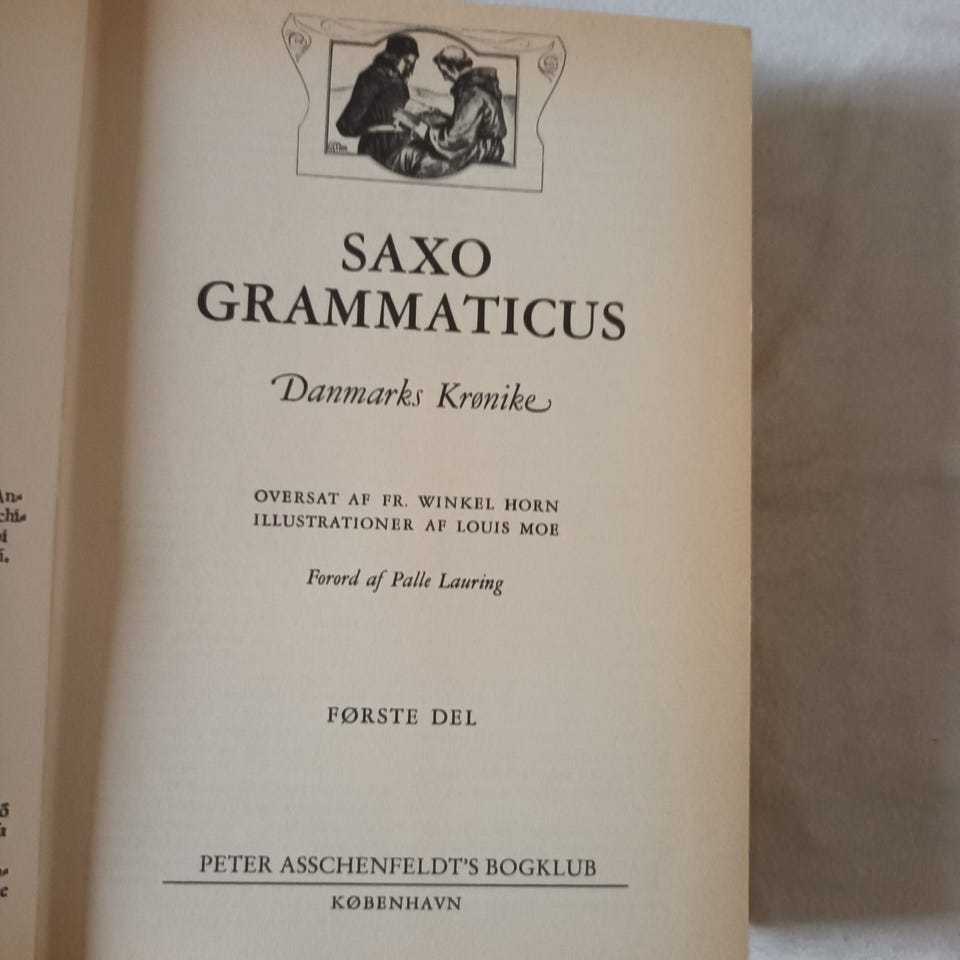 SAXO
GRAMMATICUS
Danmarks Krønike
OVERSAT AF FR. WINKEL HORN
ILLUSTRATIONER AF LOUIS MOE
Forord af Palle Lauring
FØRSTE DEL
PETER ASSCHENFELDT'S BOGKLUB
KØBENHAVN